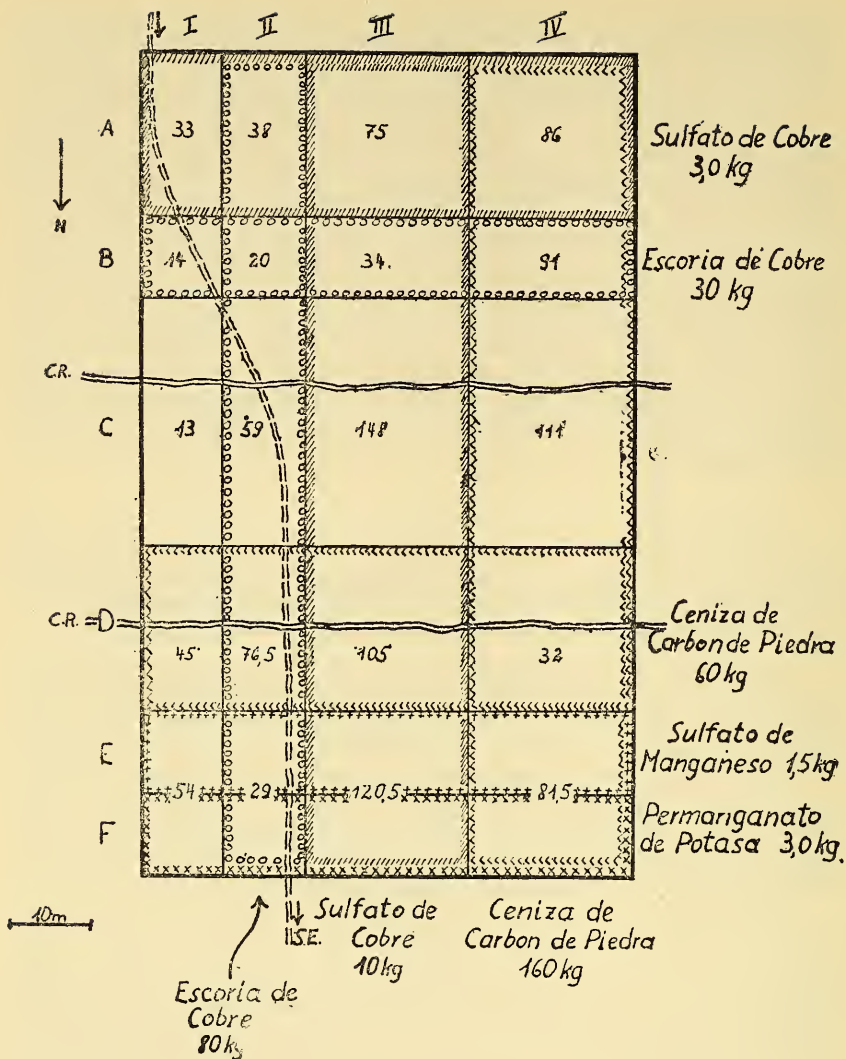 I II III IV
A 33 38 75 86
Sulfato de Cobre
3,0 kg
N
B 14 20 34. 91
Escoria de Cobre
30 kg
C.R.
C 13 59 148 111
C.R. D
Ceniza de
Carbon de Piedra
60 kg
45 76,5 105 32
E
Sulfato de
Manganeso 1,5 kg
54 29 120,5 81,5
F
Permanganato
de Potasa 3,0 kg.
10m
S.E.
Sulfato de
Cobre
10 kg
Ceniza de
Carbon de Piedra
160 kg
Escoria de
Cobre
80 kg